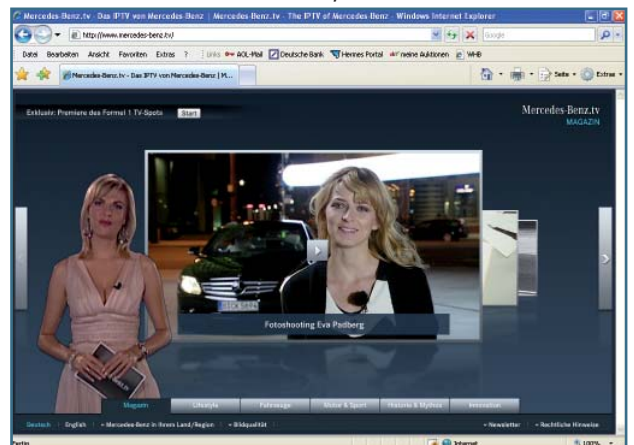 Mercedes-Benz.tv - Das IPTV von Mercedes-Benz | Mercedes-Benz.tv - The IPTV of Mercedes-Benz - Windows Internet Explorer
http://www.mercedes-benz.tv/
Google
Datei Bearbeiten Ansicht Favoriten Extras ?
Links AOL-Mail Deutsche Bank Hermes Portal meine Auktionen WHB
Mercedes-Benz.tv - Das IPTV von Mercedes-Benz | M...
Seite Extras
Exklusiv: Premiere des Formel 1 TV-Spots Start
Mercedes-Benz.tv
MAGAZIN
Fotoshooting Eva Padberg
Magazin Lifestyle Fahrzeuge Motor & Sport Historie & Mythos Innovation
Deutsch English Mercedes-Benz in Ihrem Land/Region Bildqualität Newsletter Rechtliche Hinweise
Fertig Internet 100%